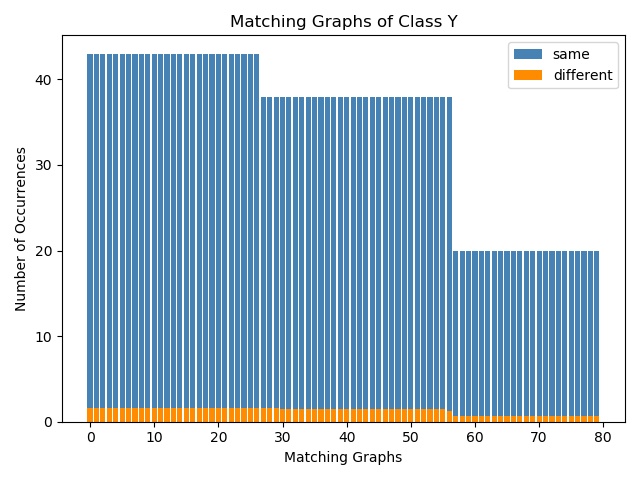 Matching Graphs of Class Y
same
different
Number of Occurrences
40
30
20
10
0
0 10 20 30 40 50 60 70 80
Matching Graphs